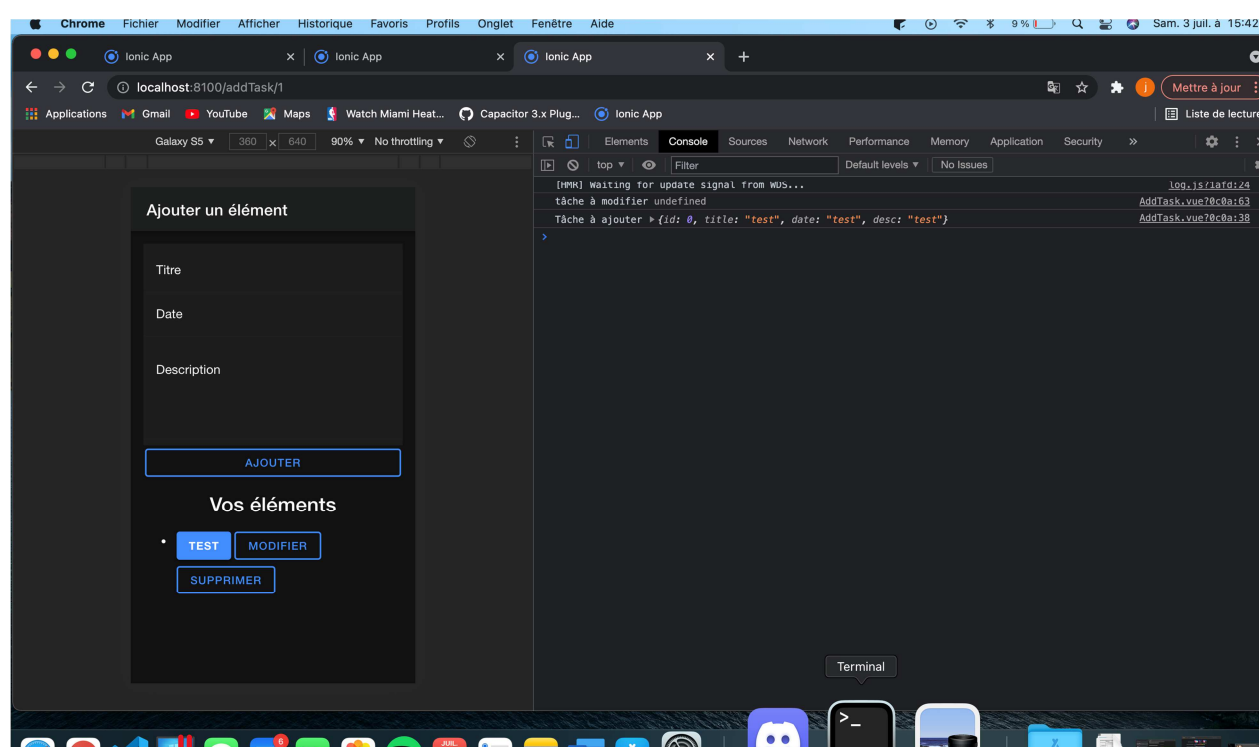 Chrome Fichier Modifier Afficher Historique Favoris Profils Onglet Fenêtre Aide 9 % Sam. 3 juil. à 15:42
Ionic App Ionic App Ionic App
localhost:8100/addTask/1 j Mettre à jour
Applications Gmail YouTube Maps Watch Miami Heat... Capacitor 3.x Plug... Ionic App Liste de lecture
Galaxy S5 360 x 640 90% No throttling Elements Console Sources Network Performance Memory Application Security »
top Filter Default levels No Issues
[HMR] Waiting for update signal from WDS... log.js?1afd:24
tâche à modifier undefined AddTask.vue?0c0a:63
Tâche à ajouter {id: 0, title: "test", date: "test", desc: "test"} AddTask.vue?0c0a:38
>
Ajouter un élément
Titre
Date
Description
AJOUTER
Vos éléments
TEST MODIFIER
SUPPRIMER
Terminal
>_
6 JUIL.